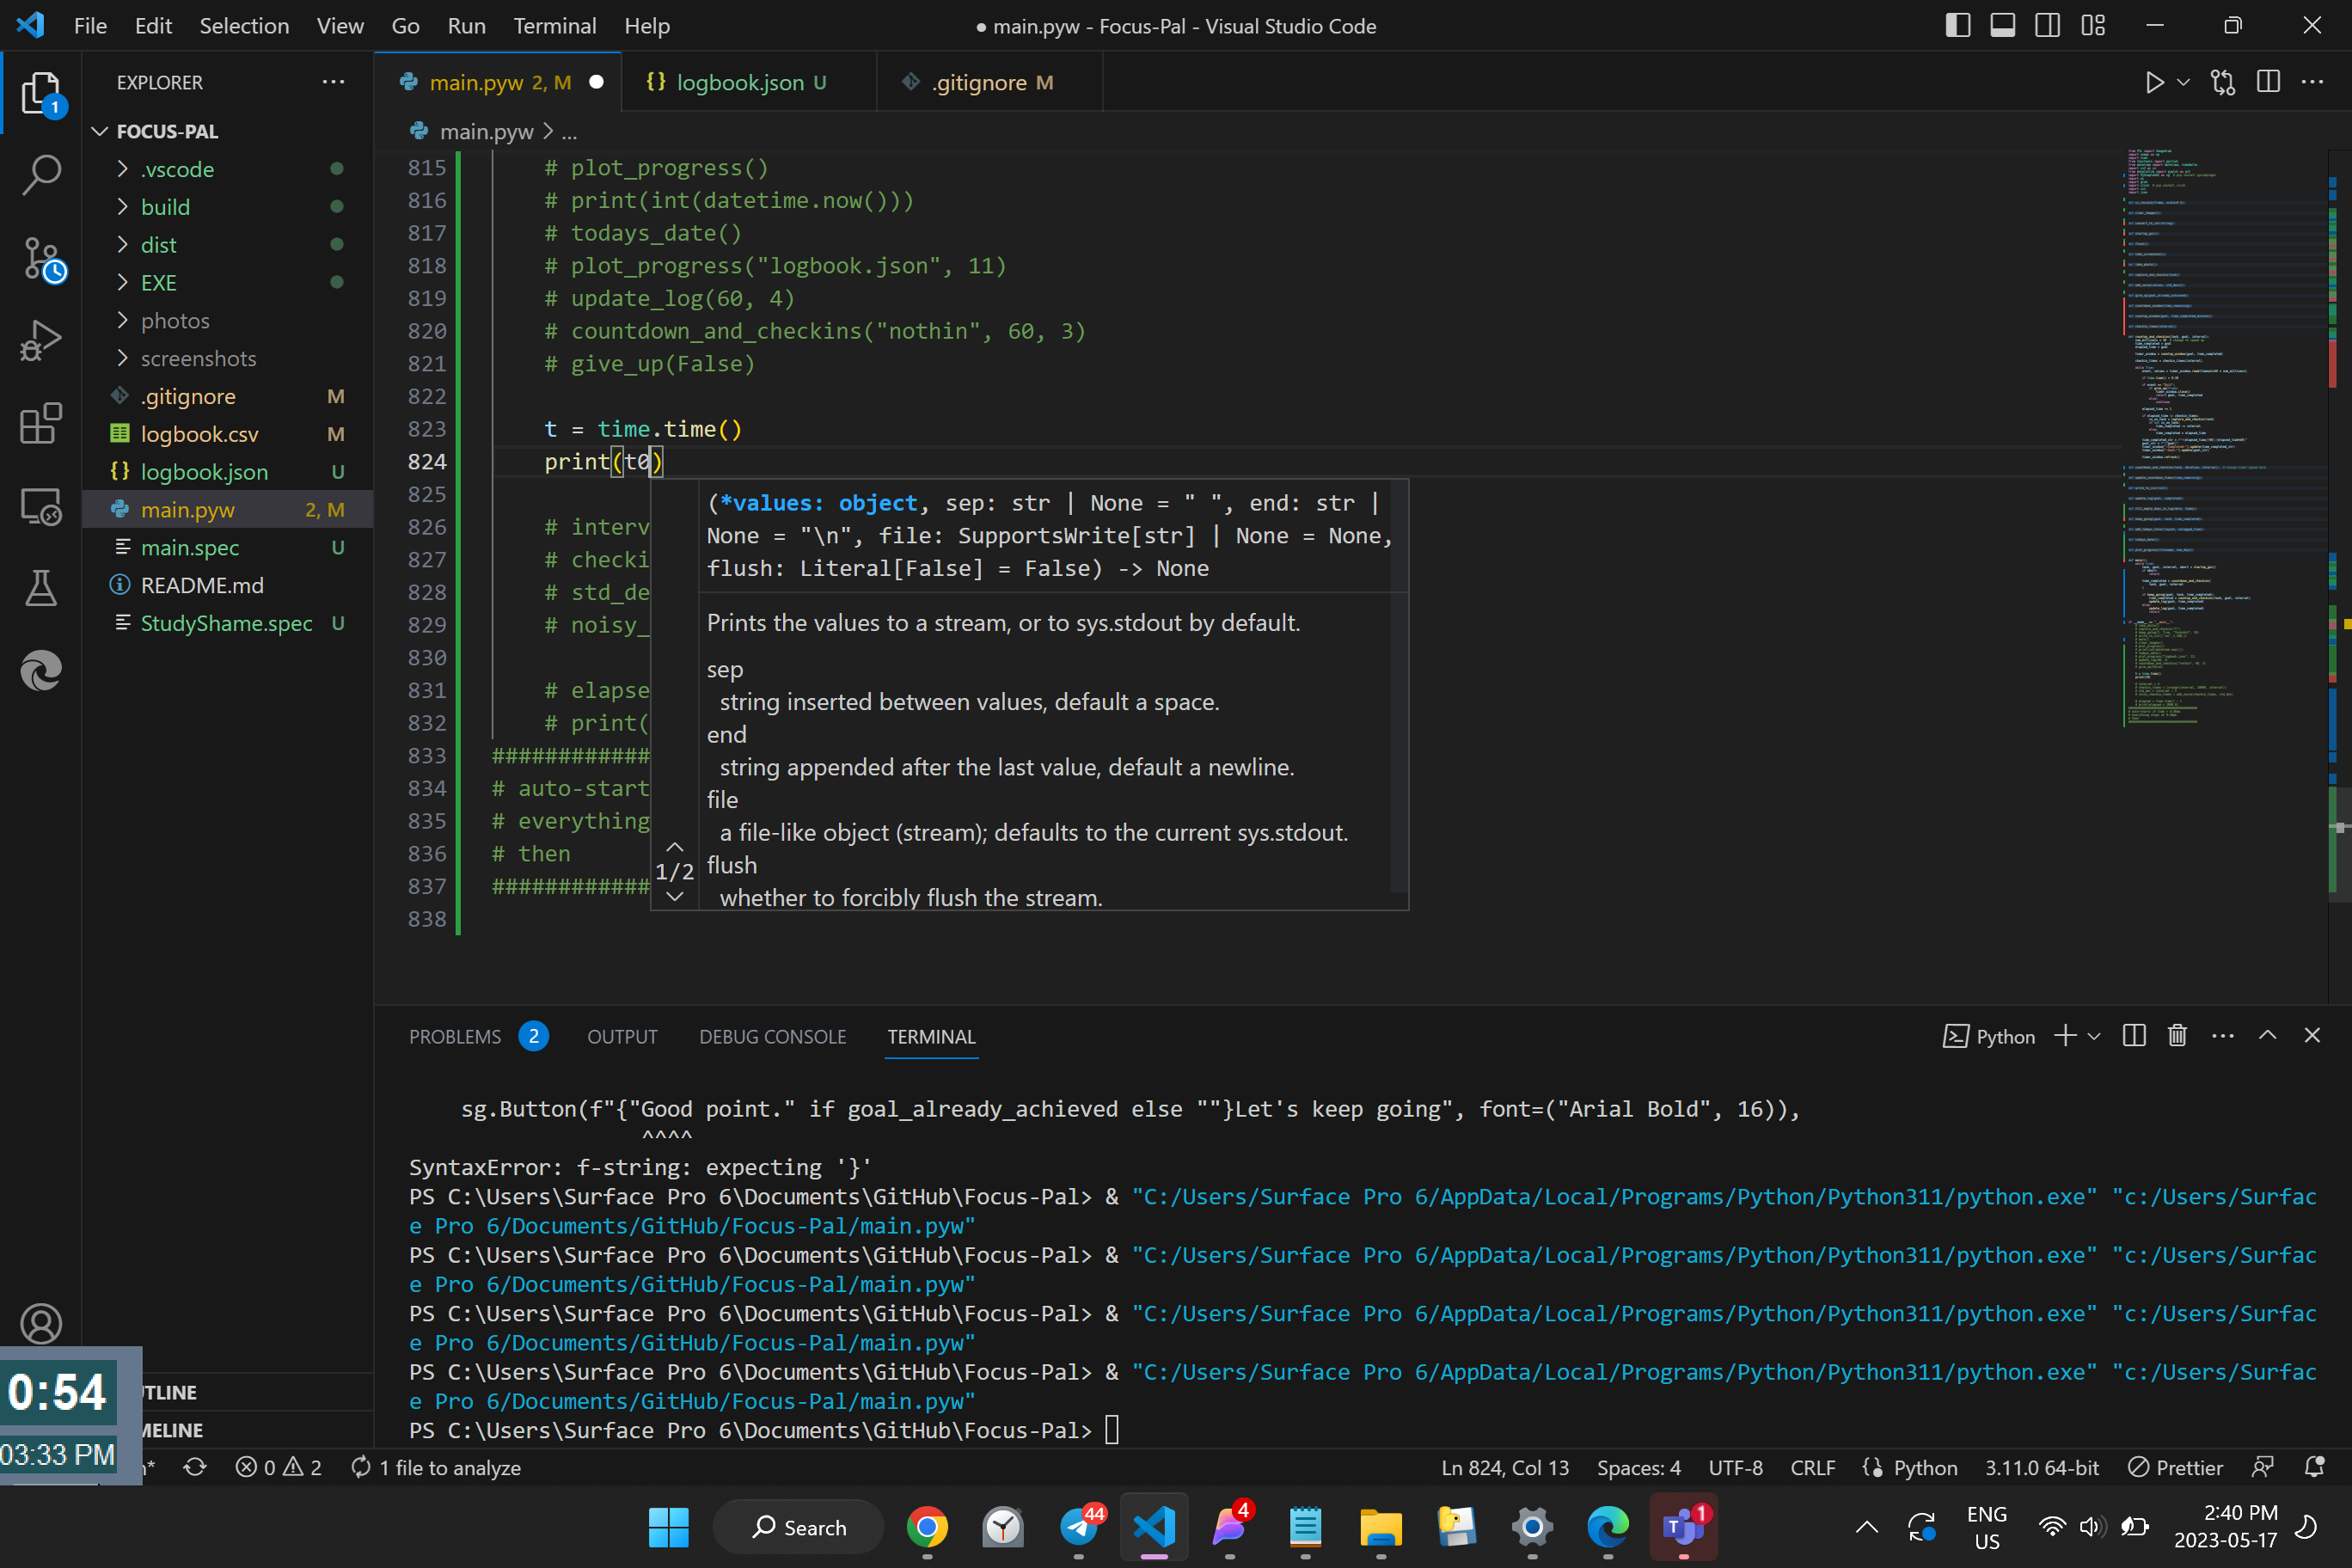 File Edit Selection View Go Run Terminal Help
● main.pyw - Focus-Pal - Visual Studio Code
EXPLORER
FOCUS-PAL
.vscode
build
dist
EXE
photos
screenshots
.gitignore M
logbook.csv M
logbook.json U
main.pyw 2, M
main.spec U
README.md
StudyShame.spec U
1
main.pyw 2, M
logbook.json U
.gitignore M
main.pyw > ...
815 # plot_progress()
816 # print(int(datetime.now()))
817 # todays_date()
818 # plot_progress("logbook.json", 11)
819 # update_log(60, 4)
820 # countdown_and_checkins("nothin", 60, 3)
821 # give_up(False)
822
823 t = time.time()
824 print(t0)
825
826 # interv
827 # checki
828 # std_de
829 # noisy_
830
831 # elapse
832 # print(
833 ############
834 # auto-start
835 # everything
836 # then
837 ############
838
(*values: object, sep: str | None = " ", end: str |
None = "\n", file: SupportsWrite[str] | None = None,
flush: Literal[False] = False) -> None
Prints the values to a stream, or to sys.stdout by default.
sep
string inserted between values, default a space.
end
string appended after the last value, default a newline.
file
a file-like object (stream); defaults to the current sys.stdout.
flush
whether to forcibly flush the stream.
1/2
PROBLEMS 2 OUTPUT DEBUG CONSOLE TERMINAL
Python
sg.Button(f"{"Good point." if goal_already_achieved else ""}Let's keep going", font=("Arial Bold", 16)),
^^^^
SyntaxError: f-string: expecting '}'
PS C:\Users\Surface Pro 6\Documents\GitHub\Focus-Pal> & "C:/Users/Surface Pro 6/AppData/Local/Programs/Python/Python311/python.exe" "c:/Users/Surfac
e Pro 6/Documents/GitHub/Focus-Pal/main.pyw"
PS C:\Users\Surface Pro 6\Documents\GitHub\Focus-Pal> & "C:/Users/Surface Pro 6/AppData/Local/Programs/Python/Python311/python.exe" "c:/Users/Surfac
e Pro 6/Documents/GitHub/Focus-Pal/main.pyw"
PS C:\Users\Surface Pro 6\Documents\GitHub\Focus-Pal> & "C:/Users/Surface Pro 6/AppData/Local/Programs/Python/Python311/python.exe" "c:/Users/Surfac
e Pro 6/Documents/GitHub/Focus-Pal/main.pyw"
PS C:\Users\Surface Pro 6\Documents\GitHub\Focus-Pal> & "C:/Users/Surface Pro 6/AppData/Local/Programs/Python/Python311/python.exe" "c:/Users/Surfac
e Pro 6/Documents/GitHub/Focus-Pal/main.pyw"
PS C:\Users\Surface Pro 6\Documents\GitHub\Focus-Pal>
UTLINE
MELINE
0:54
03:33 PM
0 2 1 file to analyze
Ln 824, Col 13 Spaces: 4 UTF-8 CRLF Python 3.11.0 64-bit Prettier
Search
44
4
1
ENG
US
2:40 PM
2023-05-17